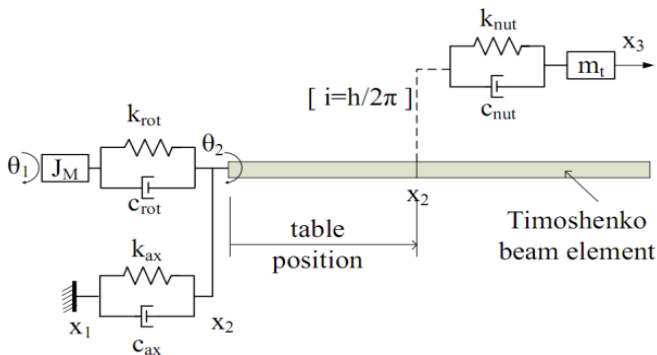 k_nut
x_3
m_t
c_nut
[ i=h/2π ]
k_rot
θ_1
J_M
θ_2
c_rot
x_2
table
position
Timoshenko
beam element
k_ax
x_1
x_2
c_ax